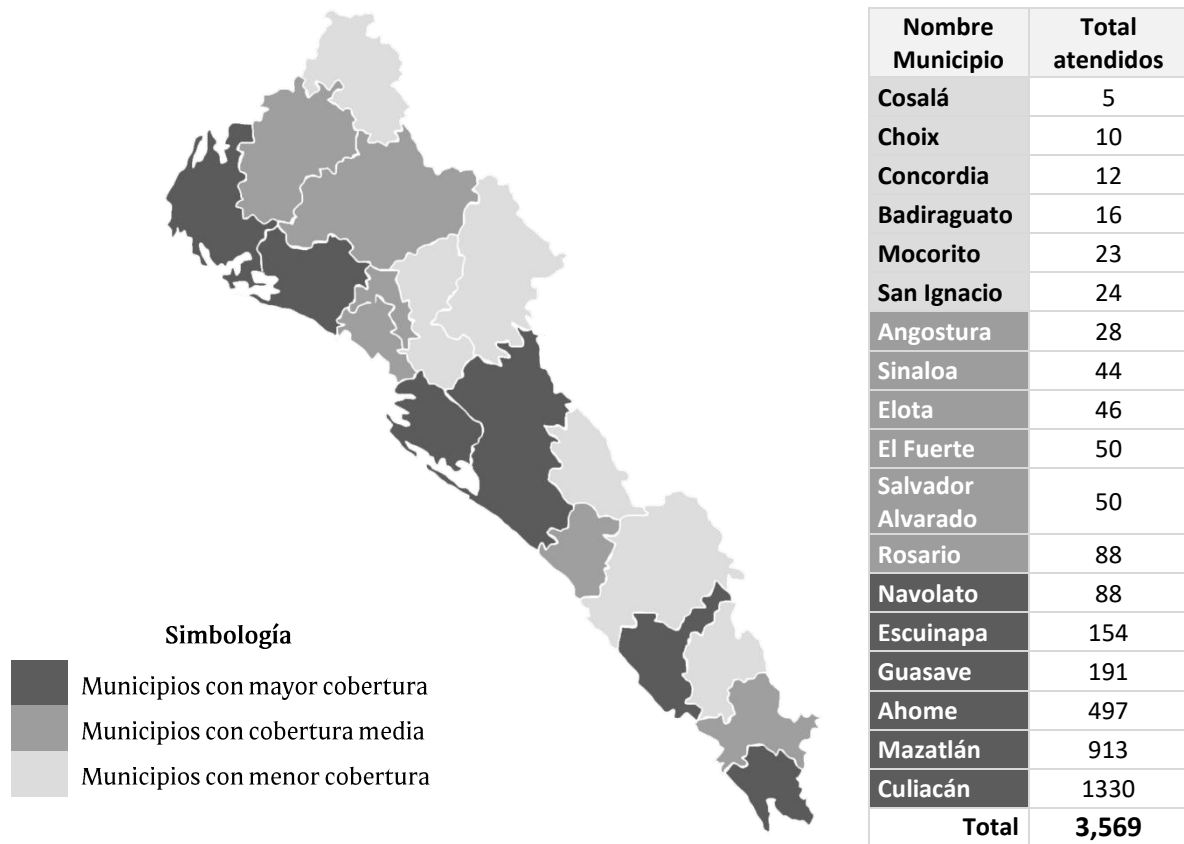 Nombre Municipio Total atendidos
Cosalá 5
Choix 10
Concordia 12
Badiraguato 16
Mocorito 23
San Ignacio 24
Angostura 28
Sinaloa 44
Elota 46
El Fuerte 50
Salvador Alvarado 50
Rosario 88
Navolato 88
Escuinapa 154
Guasave 191
Ahome 497
Mazatlán 913
Culiacán 1330
Total 3,569
Simbología
Municipios con mayor cobertura
Municipios con cobertura media
Municipios con menor cobertura